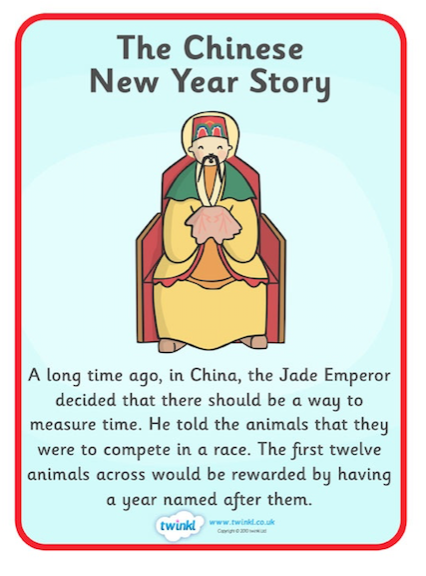 The Chinese
New Year Story
A long time ago, in China, the Jade Emperor
decided that there should be a way to
measure time. He told the animals that they
were to compete in a race. The first twelve
animals across would be rewarded by having
a year named after them.
twinkl www.twinkl.co.uk